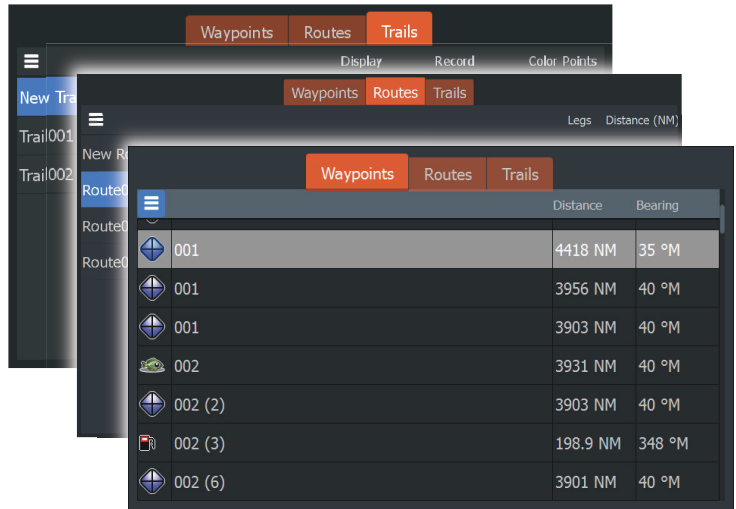 Waypoints Routes Trails
Display Record Color Points
New Tra
Trail001
Trail002
Waypoints Routes Trails
Legs Distance (NM)
New Ro
Route0
Route0
Route0
Waypoints Routes Trails
Distance Bearing
001 4418 NM 35 °M
001 3956 NM 40 °M
001 3903 NM 40 °M
002 3931 NM 40 °M
002 (2) 3903 NM 40 °M
002 (3) 198.9 NM 348 °M
002 (6) 3901 NM 40 °M